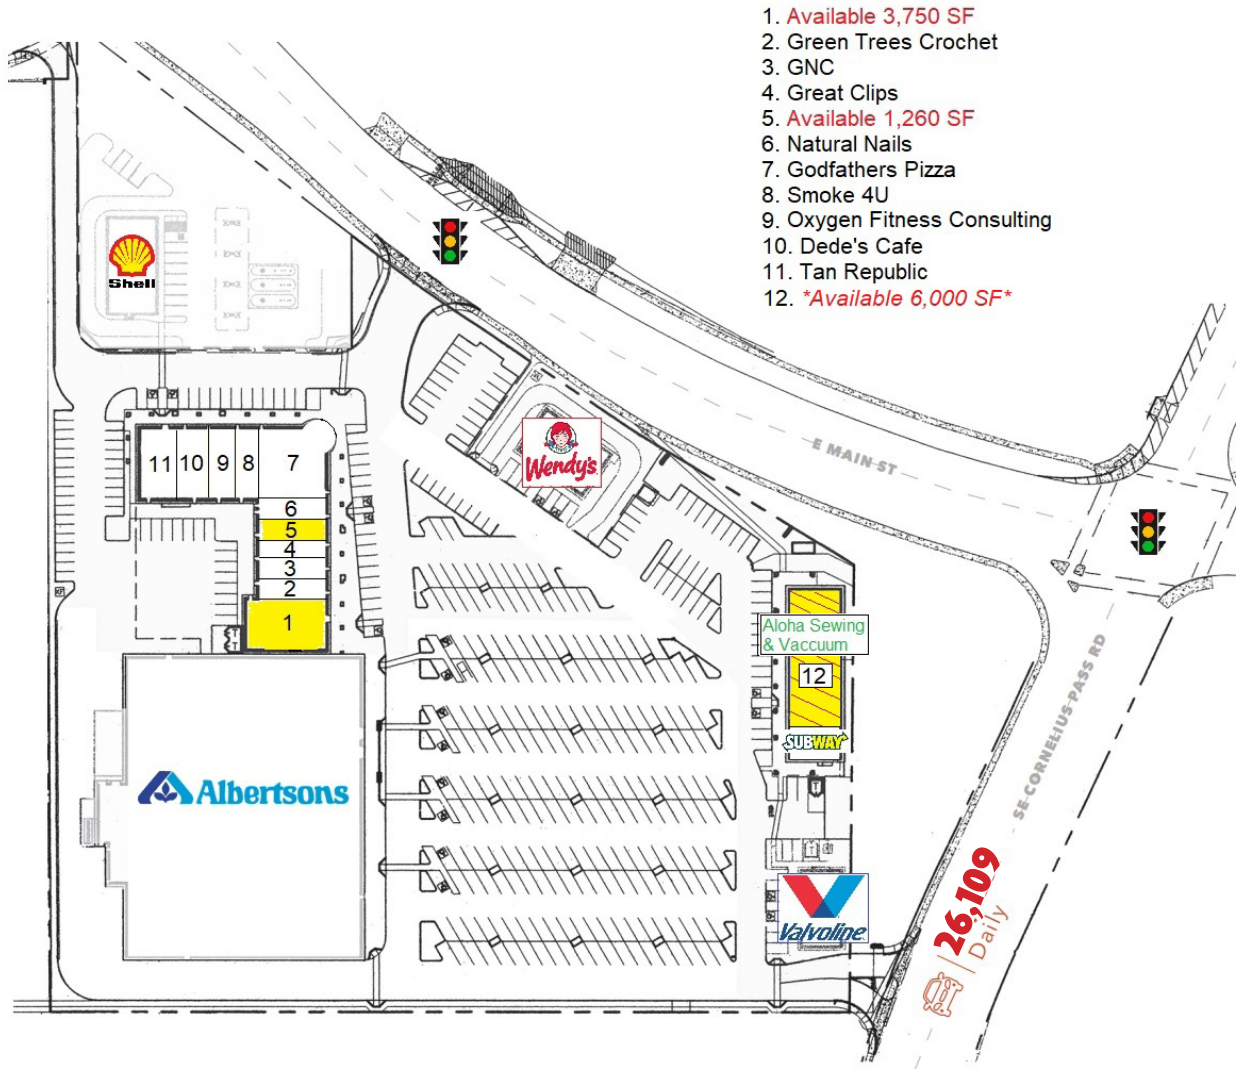 1. Available 3,750 SF
2. Green Trees Crochet
3. GNC
4. Great Clips
5. Available 1,260 SF
6. Natural Nails
7. Godfathers Pizza
8. Smoke 4U
9. Oxygen Fitness Consulting
10. Dede's Cafe
11. Tan Republic
12. *Available 6,000 SF*
Shell
Wendy's
E MAIN ST
11 10 9 8 7
6
5
4
3
2
1
Aloha Sewing
& Vaccuum
12
SUBWAY
Albertsons
SE CORNELIUS PASS RD
26,109
Daily
Valvoline